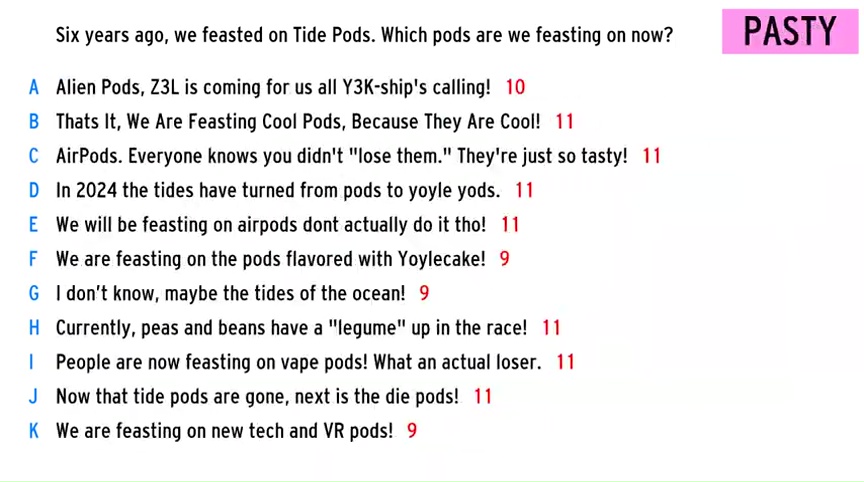 Six years ago, we feasted on Tide Pods. Which pods are we feasting on now?
PASTY
A Alien Pods, Z3L is coming for us all Y3K-ship's calling! 10
B Thats It, We Are Feasting Cool Pods, Because They Are Cool! 11
C AirPods. Everyone knows you didn't "lose them." They're just so tasty! 11
D In 2024 the tides have turned from pods to yoyle yods. 11
E We will be feasting on airpods dont actually do it tho! 11
F We are feasting on the pods flavored with Yoylecake! 9
G I don’t know, maybe the tides of the ocean! 9
H Currently, peas and beans have a "legume" up in the race! 11
I People are now feasting on vape pods! What an actual loser. 11
J Now that tide pods are gone, next is the die pods! 11
K We are feasting on new tech and VR pods! 9